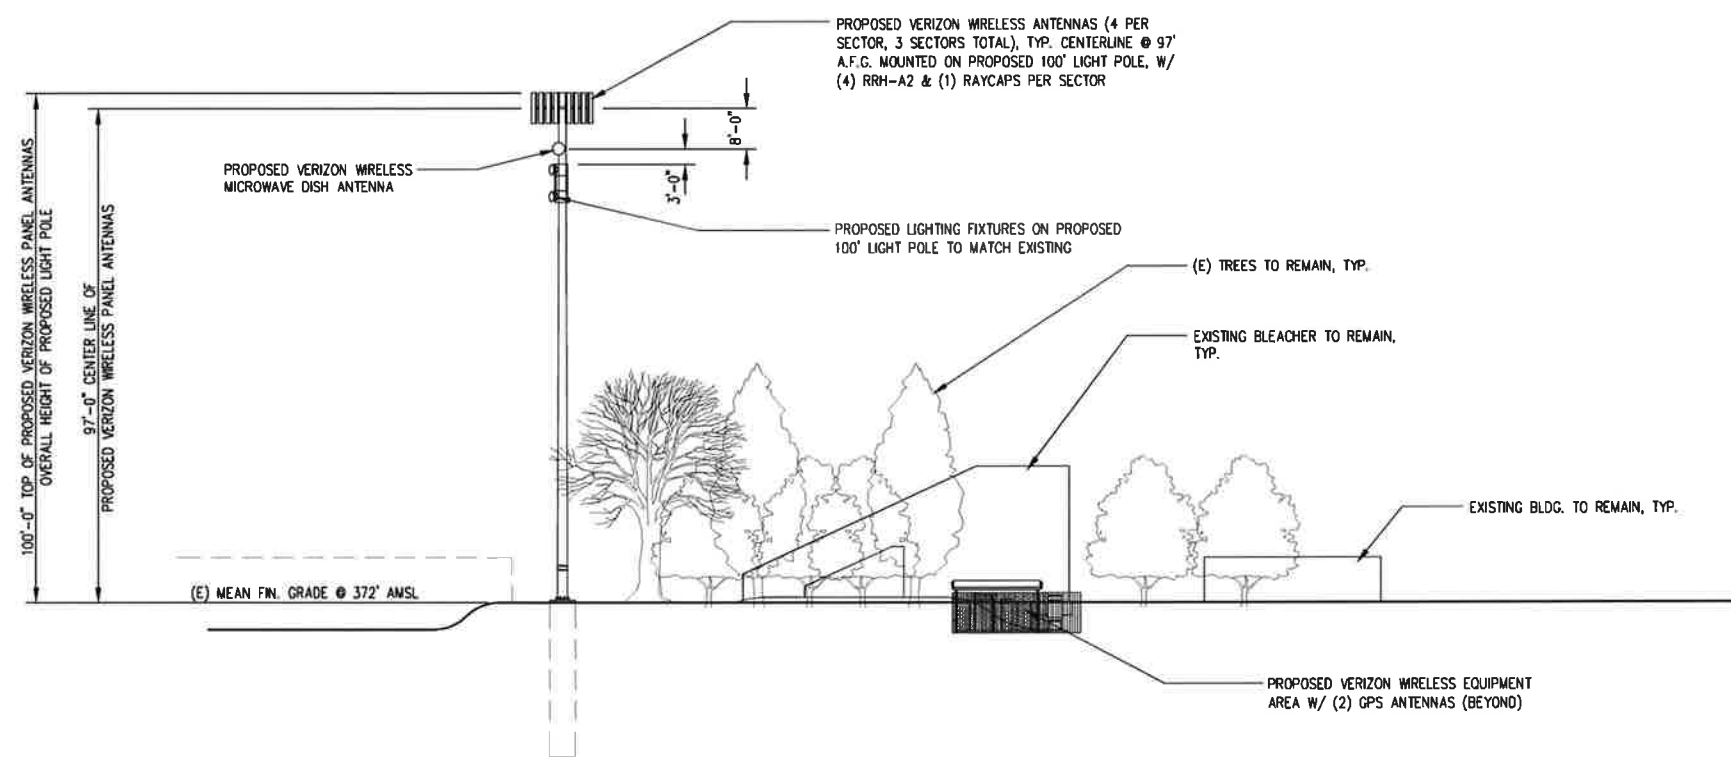 PROPOSED VERIZON WIRELESS ANTENNAS (4 PER
SECTOR, 3 SECTORS TOTAL), TYP. CENTERLINE @ 97'
A.F.G. MOUNTED ON PROPOSED 100' LIGHT POLE, W/
(4) RRH-A2 & (1) RAYCAPS PER SECTOR
8'-0"
3'-0"
PROPOSED VERIZON WIRELESS
MICROWAVE DISH ANTENNA
100'-0" TOP OF PROPOSED VERIZON WIRELESS PANEL ANTENNAS
OVERALL HEIGHT OF PROPOSED LIGHT POLE
97'-0" CENTER LINE OF
PROPOSED VERIZON WIRELESS PANEL ANTENNAS
PROPOSED LIGHTING FIXTURES ON PROPOSED
100' LIGHT POLE TO MATCH EXISTING
(E) TREES TO REMAIN, TYP.
EXISTING BLEACHER TO REMAIN,
TYP.
EXISTING BLDG. TO REMAIN, TYP.
(E) MEAN FIN. GRADE @ 372' AMSL
PROPOSED VERIZON WIRELESS EQUIPMENT
AREA W/ (2) GPS ANTENNAS (BEYOND)